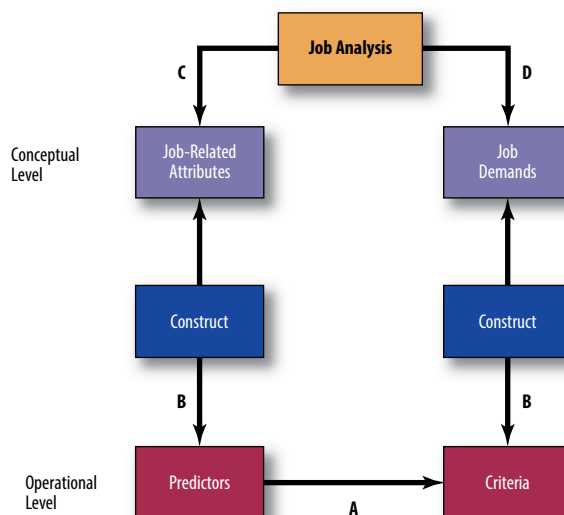 Job Analysis
C
D
Conceptual
Level
Job-Related
Attributes
Job
Demands
Construct
Construct
B
B
Operational
Level
Predictors
Criteria
A